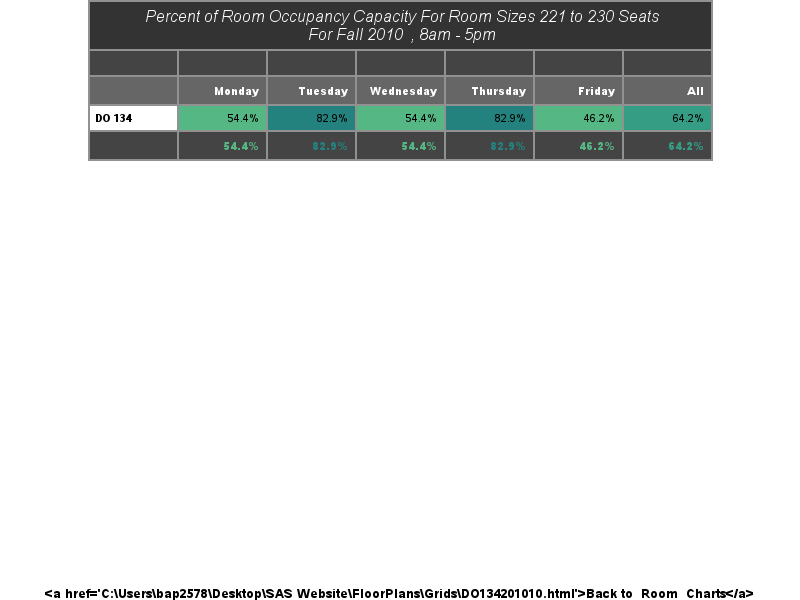 Percent of Room Occupancy Capacity For Room Sizes 221 to 230 Seats
For Fall 2010 , 8am - 5pm
Monday Tuesday Wednesday Thursday Friday All
DO 134 54.4% 82.9% 54.4% 82.9% 46.2% 64.2%
54.4% 82.9% 54.4% 82.9% 46.2% 64.2%
<a href='C:\Users\bap2578\Desktop\SAS Website\FloorPlans\Grids\DO134201010.html'>Back to Room Charts</a>